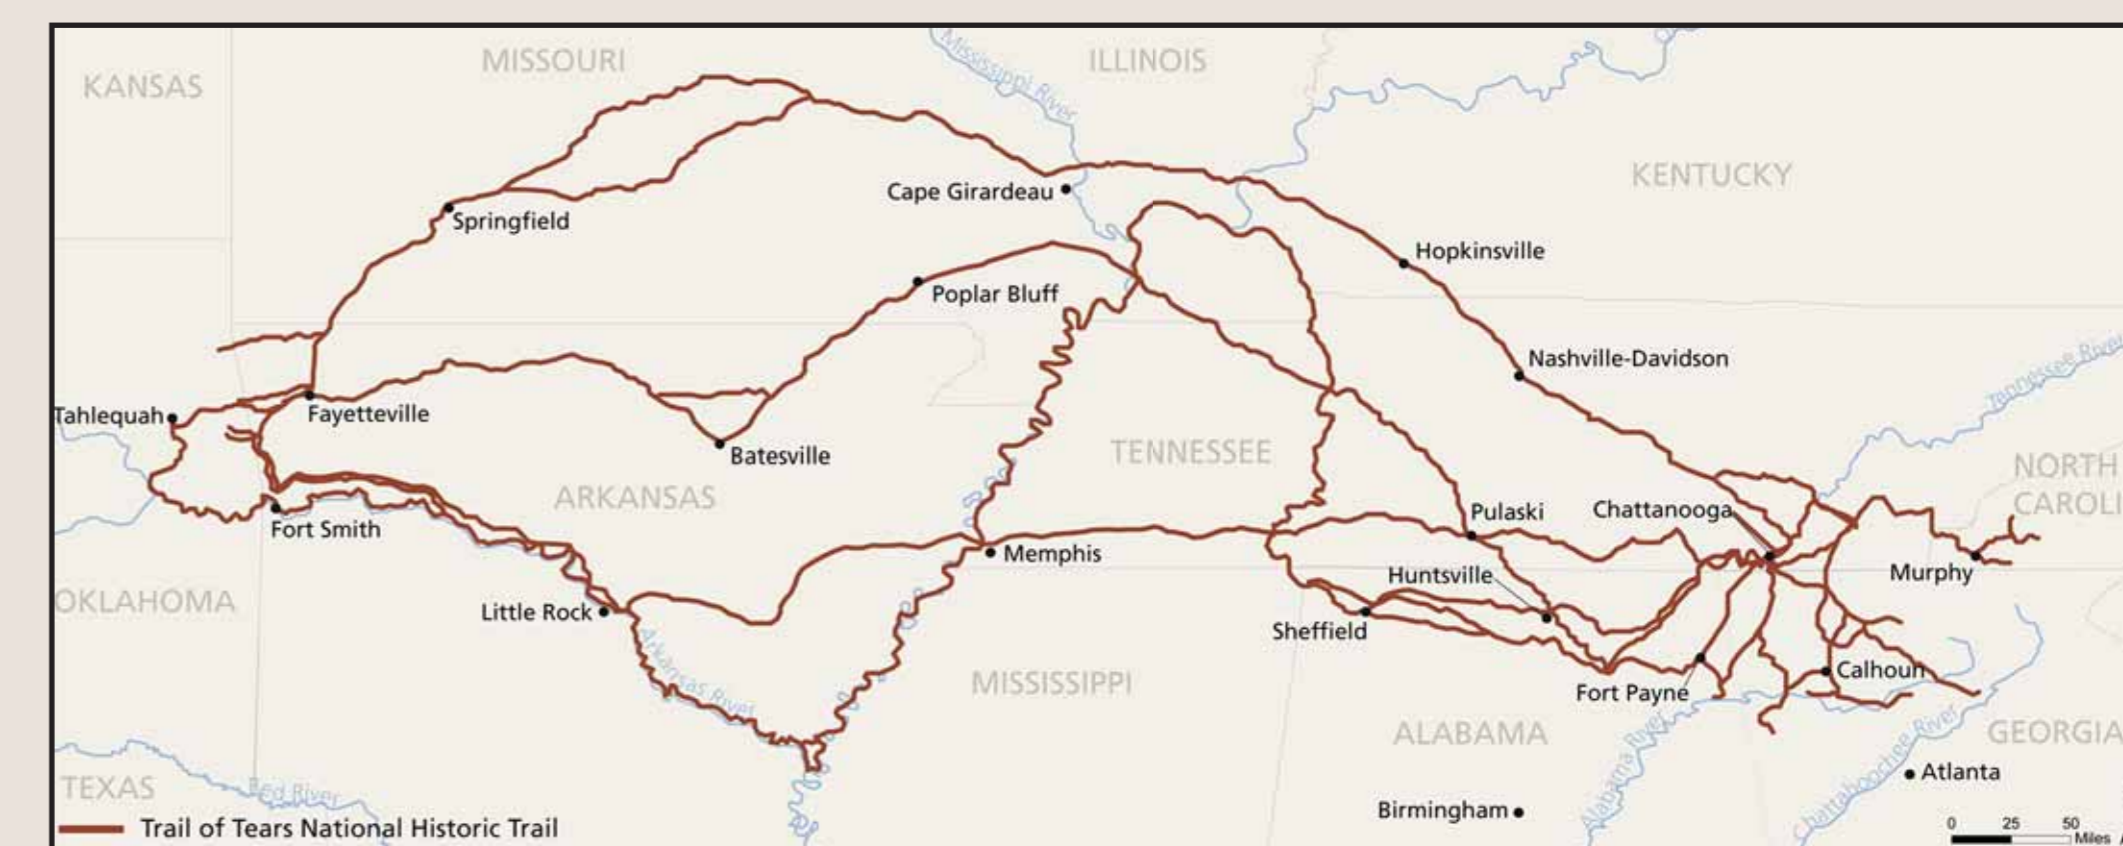 MISSOURI
ILLINOIS
KANSAS
Mississippi River
KENTUCKY
Cape Girardeau
Springfield
Hopkinsville
Poplar Bluff
Nashville-Davidson
Tennessee River
Tahlequah
Fayetteville
Batesville
TENNESSEE
NORTH
CAROLI
ARKANSAS
Pulaski
Chattanooga
Fort Smith
Memphis
Murphy
Huntsville
OKLAHOMA
Little Rock
Sheffield
Arkansas River
Calhoun
MISSISSIPPI
Fort Payne
ALABAMA
Alabama River
Chattahoochee River
GEORGIA
Atlanta
TEXAS
Red River
Birmingham
Trail of Tears National Historic Trail
0 25 50
Miles